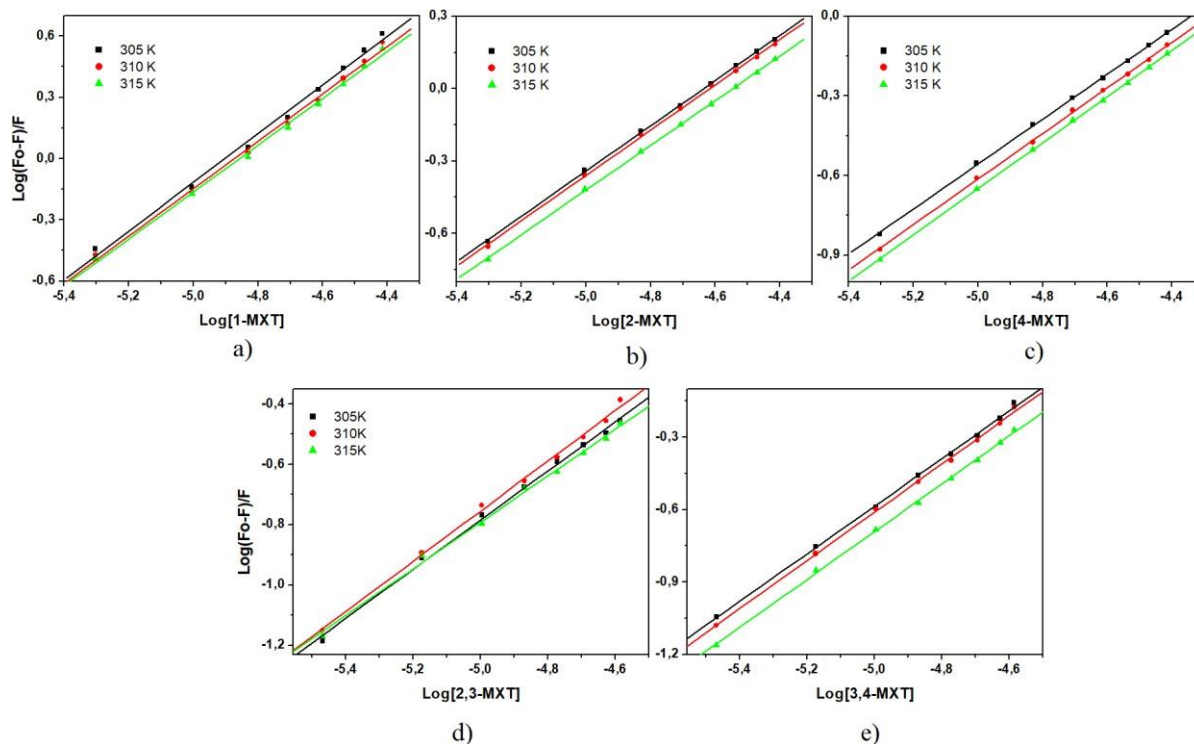 0,6
0,3
0,0
-0,3
-0,6
Log(Fo-F)/F
305 K
310 K
315 K
-5,4 -5,2 -5,0 -4,8 -4,6 -4,4
Log[1-MXT]
a)
0,3
0,0
-0,3
-0,6
305 K
310 K
315 K
-5,4 -5,2 -5,0 -4,8 -4,6 -4,4
Log[2-MXT]
b)
0,0
-0,3
-0,6
-0,9
305 K
310 K
315 K
-5,4 -5,2 -5,0 -4,8 -4,6 -4,4
Log[4-MXT]
c)
-0,4
-0,6
-0,8
-1,0
-1,2
Log(Fo-F)/F
305K
310K
315K
-5,4 -5,2 -5,0 -4,8 -4,6
Log[2,3-MXT]
d)
-0,3
-0,6
-0,9
-1,2
-5,4 -5,2 -5,0 -4,8 -4,6
Log[3,4-MXT]
e)